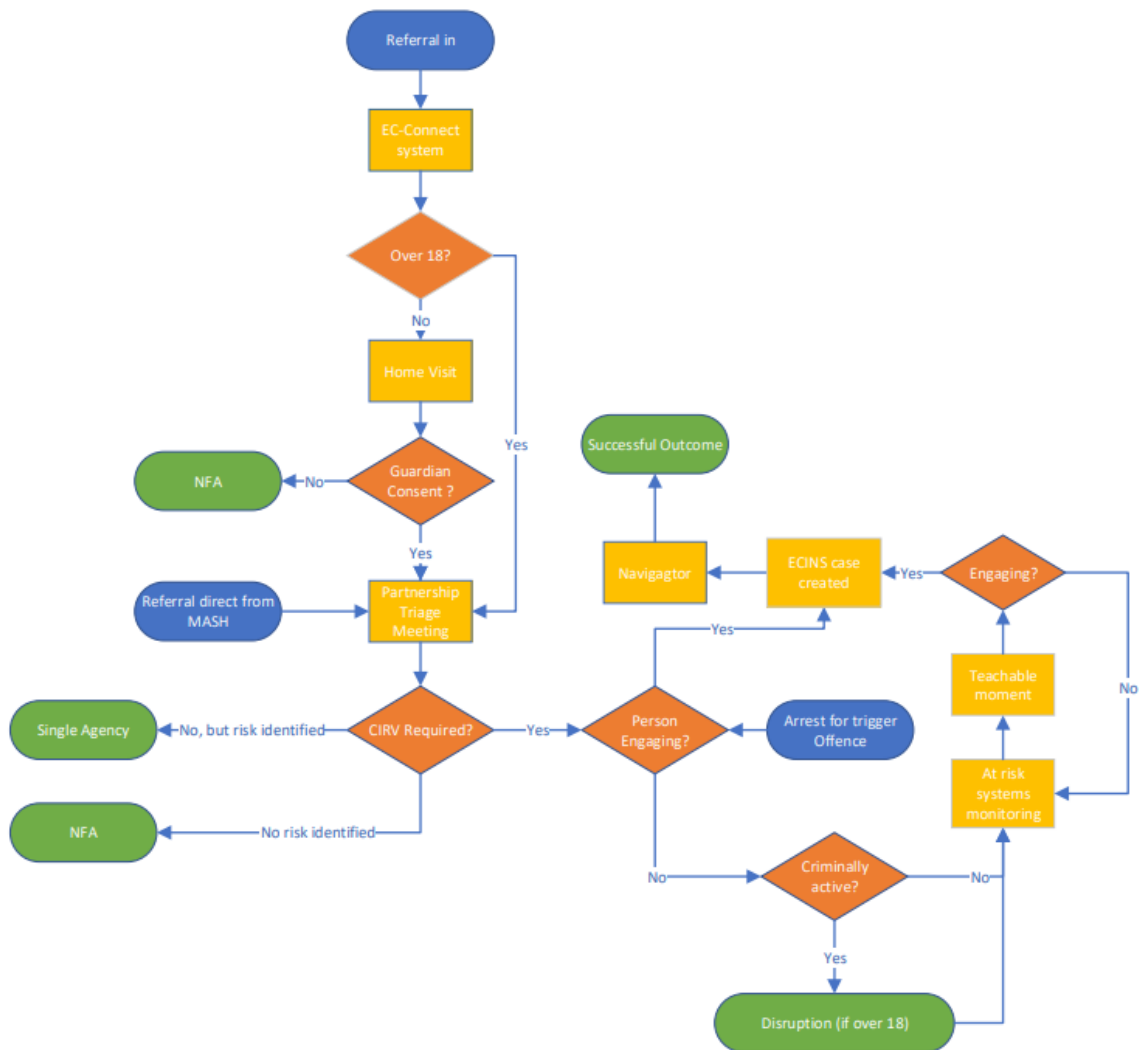 Referral in
EC-Connect
system
Over 18?
No
Home Visit
Yes
Guardian
Consent ?
No
NFA
Yes
Referral direct from
MASH
Partnership
Triage
Meeting
CIRV Required?
No, but risk identified
Single Agency
No risk identified
NFA
Yes
Person
Engaging?
Arrest for trigger
Offence
Yes
ECINS case
created
Navigagtor
Successful Outcome
No
Criminally
active?
No
Yes
Disruption (if over 18)
At risk
systems
monitoring
Teachable
moment
Engaging?
Yes
No